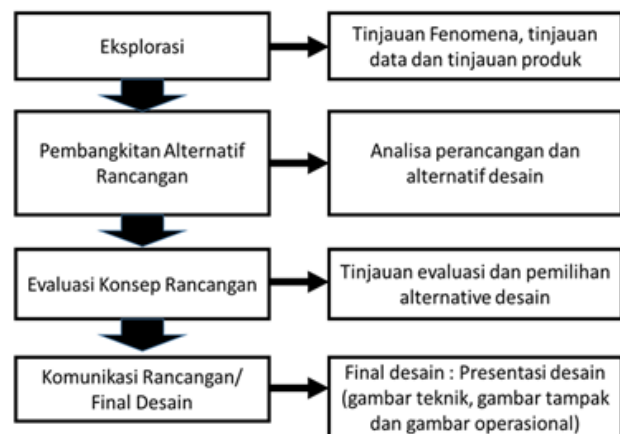 Eksplorasi
Tinjauan Fenomena, tinjauan
data dan tinjauan produk
Pembangkitan Alternatif
Rancangan
Analisa perancangan dan
alternatif desain
Evaluasi Konsep Rancangan
Tinjauan evaluasi dan pemilihan
alternative desain
Komunikasi Rancangan/
Final Desain
Final desain : Presentasi desain
(gambar teknik, gambar tampak
dan gambar operasional)